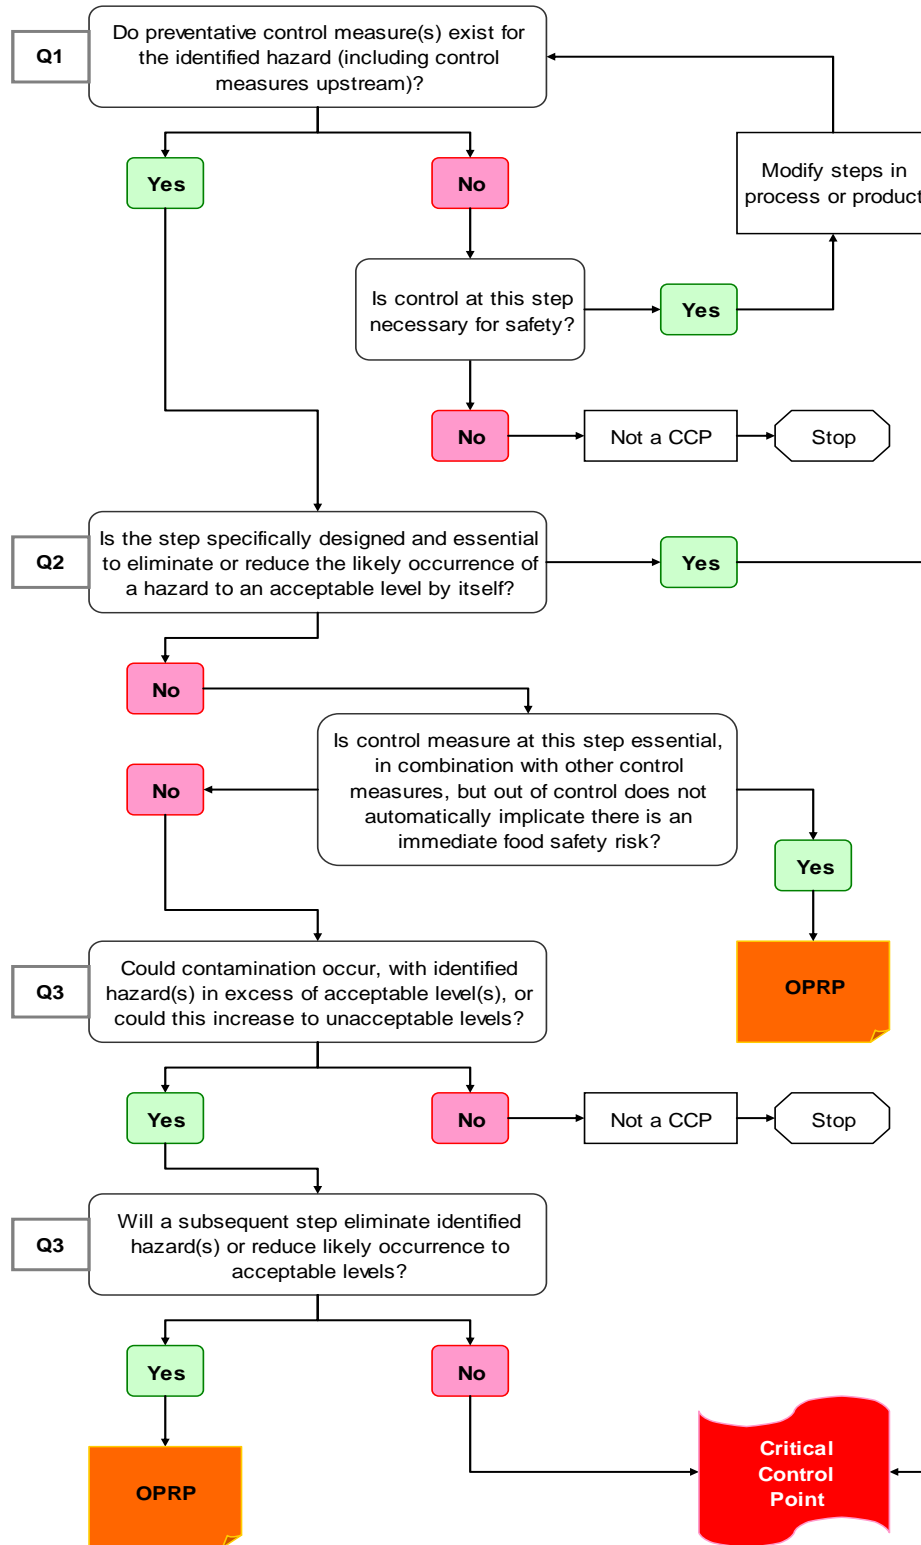 Q1
Do preventative control measure(s) exist for
the identified hazard (including control
measures upstream)?
Yes
No
Modify steps in
process or product
Is control at this step
necessary for safety?
Yes
No
Not a CCP
Stop
Q2
Is the step specifically designed and essential
to eliminate or reduce the likely occurrence of
a hazard to an acceptable level by itself?
Yes
No
Is control measure at this step essential,
in combination with other control
measures, but out of control does not
automatically implicate there is an
immediate food safety risk?
No
Yes
OPRP
Q3
Could contamination occur, with identified
hazard(s) in excess of acceptable level(s), or
could this increase to unacceptable levels?
Yes
No
Not a CCP
Stop
Q3
Will a subsequent step eliminate identified
hazard(s) or reduce likely occurrence to
acceptable levels?
Yes
No
OPRP
Critical
Control
Point